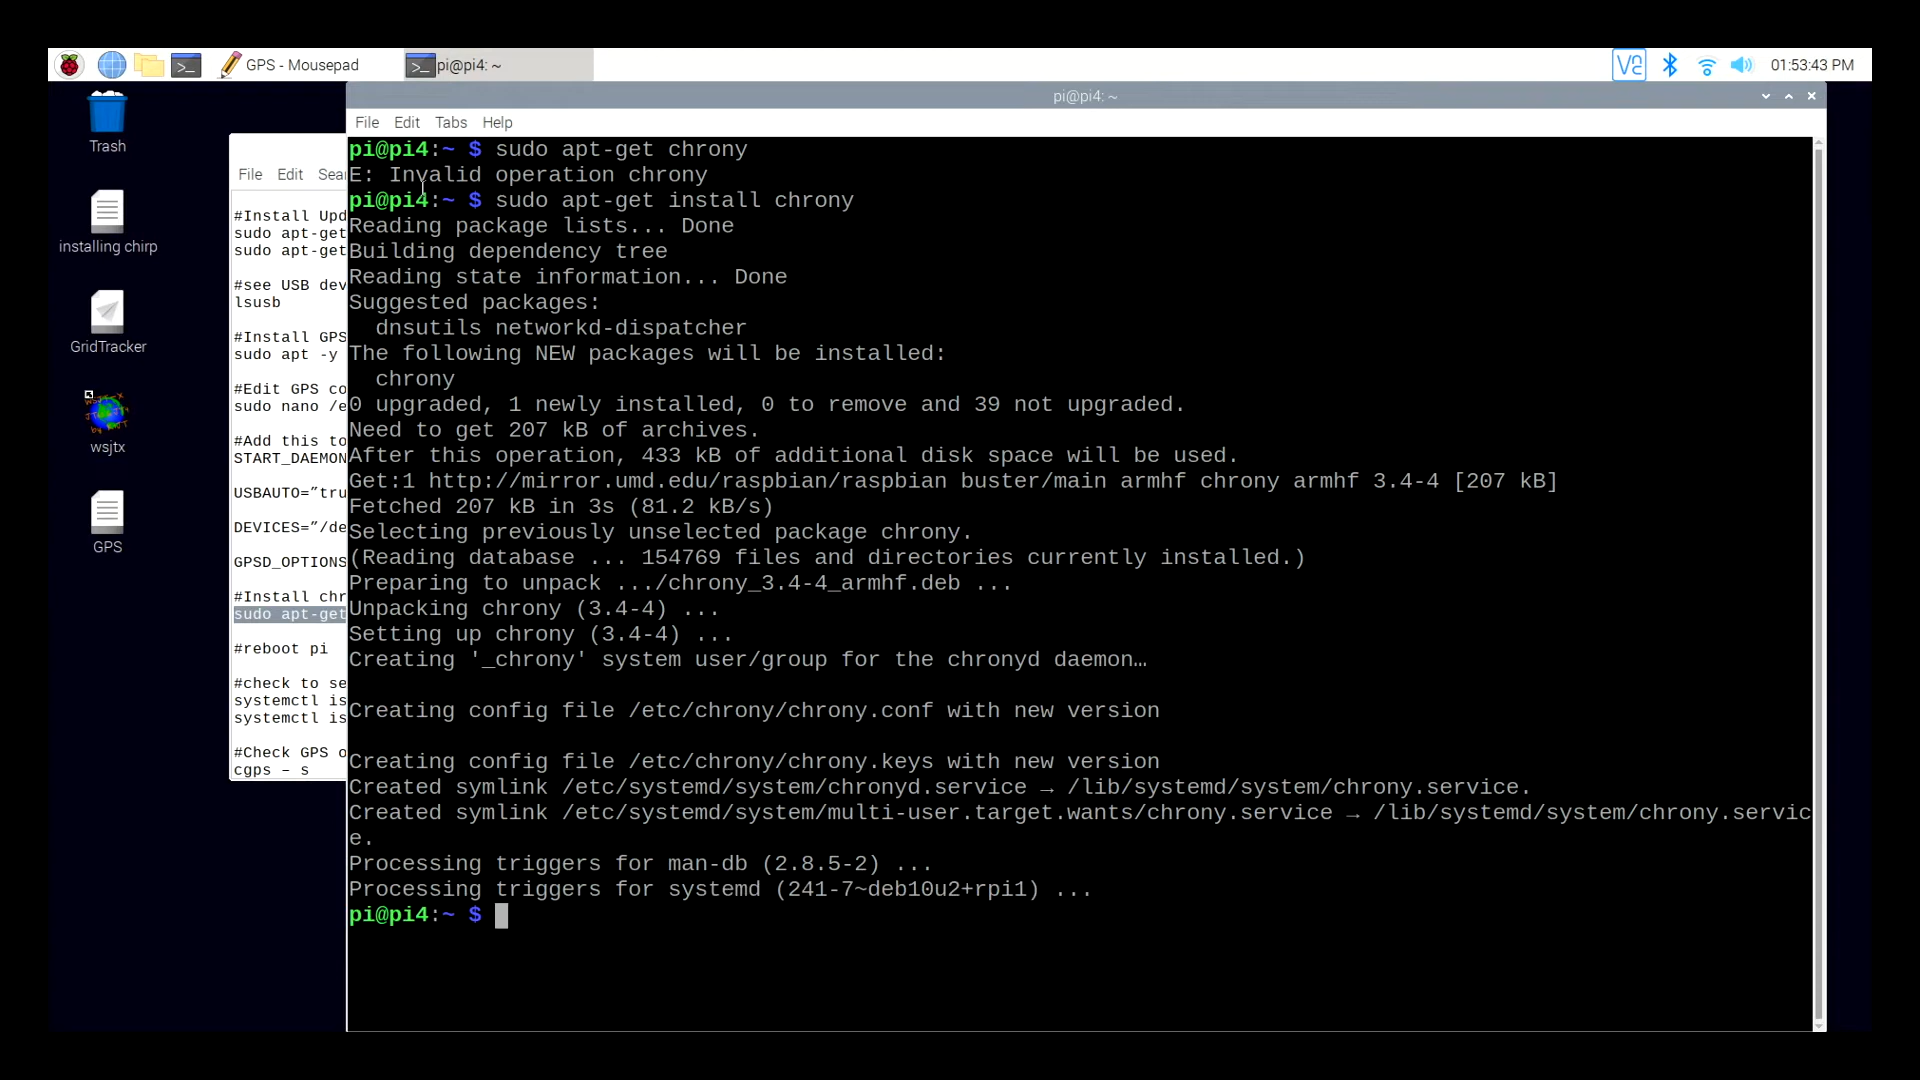 GPS - Mousepad
pi@pi4: ~
01:53:43 PM
Trash
installing chirp
GridTracker
wsjtx
GPS
File Edit
#Install
sudo apt-get
sudo apt-get
#see USB
lsusb
#Install GPS
sudo apt -y
#Edit GPS
sudo nano
#Add this to
USBAUTO=
DEVICES=
#Install
sudo apt-get
#reboot pi
#check to
systemctl
systemctl
#Check GPS
cgps – s
pi@pi4: ~
File Edit Tabs Help
pi@pi4:~ $ sudo apt-get chrony
E: Invalid operation chrony
pi@pi4:~ $ sudo apt-get install chrony
Reading package lists... Done
Building dependency tree
Reading state information... Done
Suggested packages:
dnsutils networkd-dispatcher
The following NEW packages will be installed:
chrony
0 upgraded, 1 newly installed, 0 to remove and 39 not upgraded.
Need to get 207 kB of archives.
After this operation, 433 kB of additional disk space will be used.
Get:1 http://mirror.umd.edu/raspbian/raspbian buster/main armhf chrony armhf 3.4-4 [207 kB]
Fetched 207 kB in 3s (81.2 kB/s)
Selecting previously unselected package chrony.
(Reading database ... 154769 files and directories currently installed.)
Preparing to unpack .../chrony_3.4-4_armhf.deb ...
Unpacking chrony (3.4-4) ...
Setting up chrony (3.4-4) ...
Creating '_chrony' system user/group for the chronyd daemon…
Creating config file /etc/chrony/chrony.conf with new version
Creating config file /etc/chrony/chrony.keys with new version
Created symlink /etc/systemd/system/chronyd.service → /lib/systemd/system/chrony.service.
Created symlink /etc/systemd/system/multi-user.target.wants/chrony.service → /lib/systemd/system/chrony.servic
e.
Processing triggers for man-db (2.8.5-2) ...
Processing triggers for systemd (241-7~deb10u2+rpi1) ...
pi@pi4:~ $